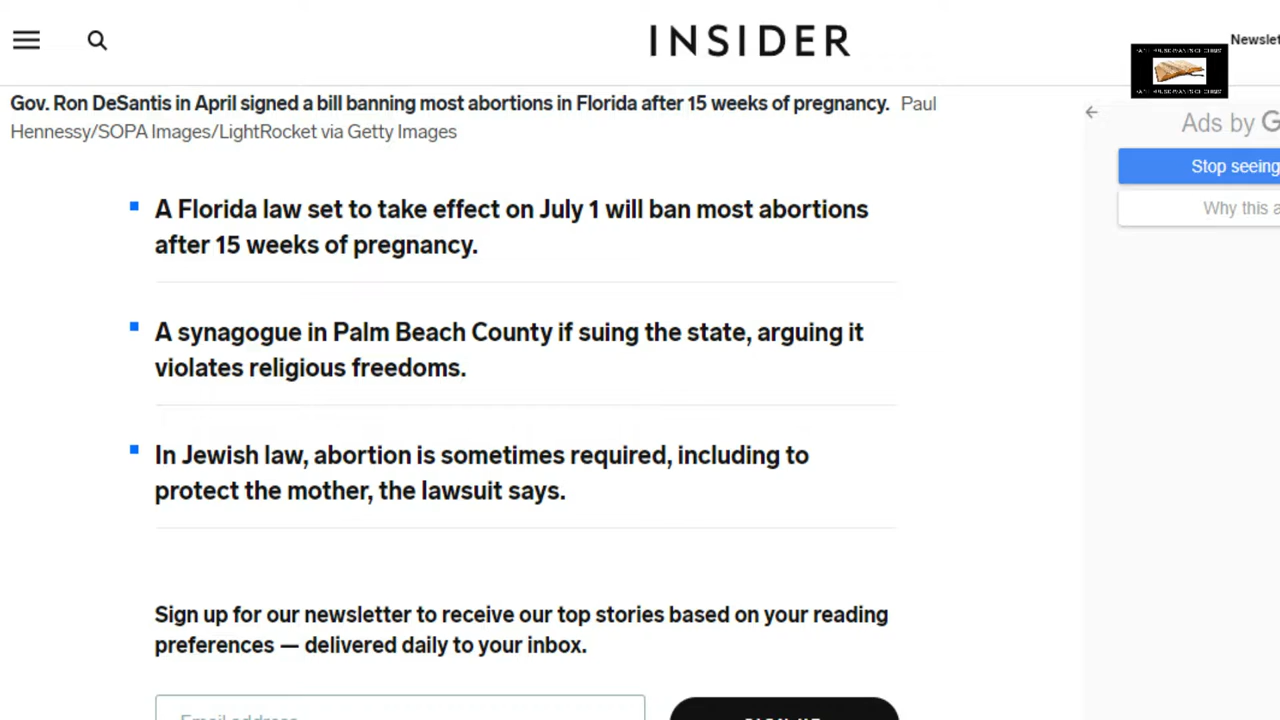 INSIDER
Newslet
Gov. Ron DeSantis in April signed a bill banning most abortions in Florida after 15 weeks of pregnancy. Paul
Hennessy/SOPA Images/LightRocket via Getty Images
Ads by G
Stop seeing
Why this a
A Florida law set to take effect on July 1 will ban most abortions
after 15 weeks of pregnancy.
A synagogue in Palm Beach County if suing the state, arguing it
violates religious freedoms.
In Jewish law, abortion is sometimes required, including to
protect the mother, the lawsuit says.
Sign up for our newsletter to receive our top stories based on your reading
preferences — delivered daily to your inbox.
Email address